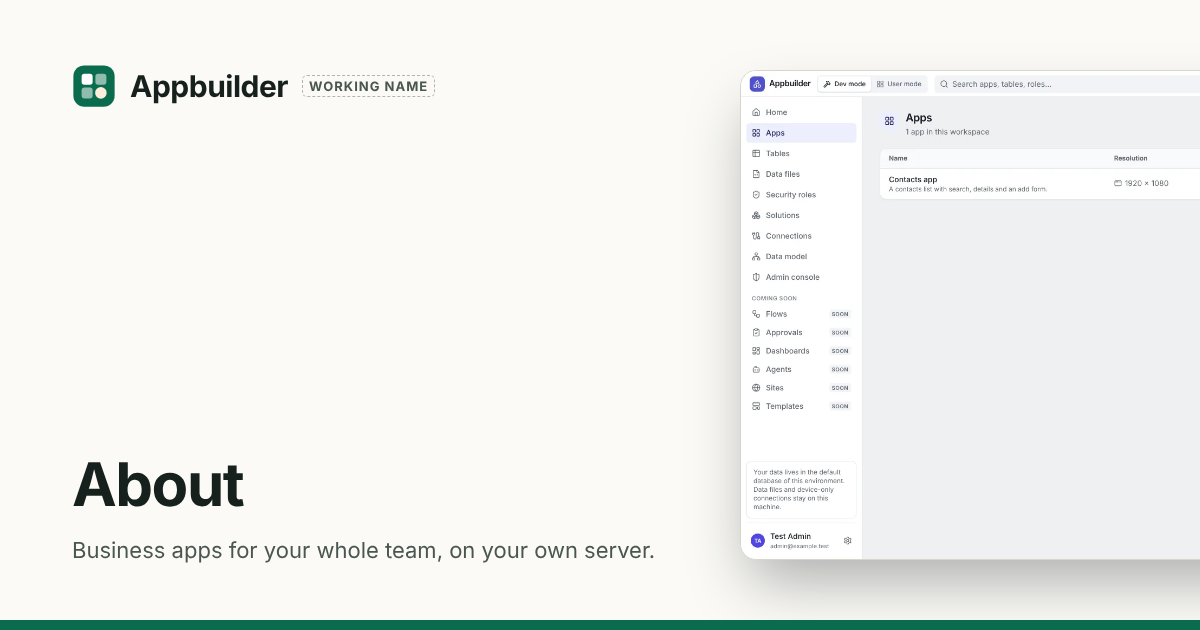 Appbuilder
WORKING NAME
About
Business apps for your whole team, on your own server.
Appbuilder
Dev mode
User mode
Search apps, tables, roles...
Home
Apps
Tables
Data files
Security roles
Solutions
Connections
Data model
Admin console
COMING SOON
Flows SOON
Approvals SOON
Dashboards SOON
Agents SOON
Sites SOON
Templates SOON
Your data lives in the default
database of this environment.
Data files and device-only
connections stay on this
machine.
TA
Test Admin
admin@example.test
Apps
1 app in this workspace
Name Resolution
Contacts app
A contacts list with search, details and an add form.
1920 × 1080